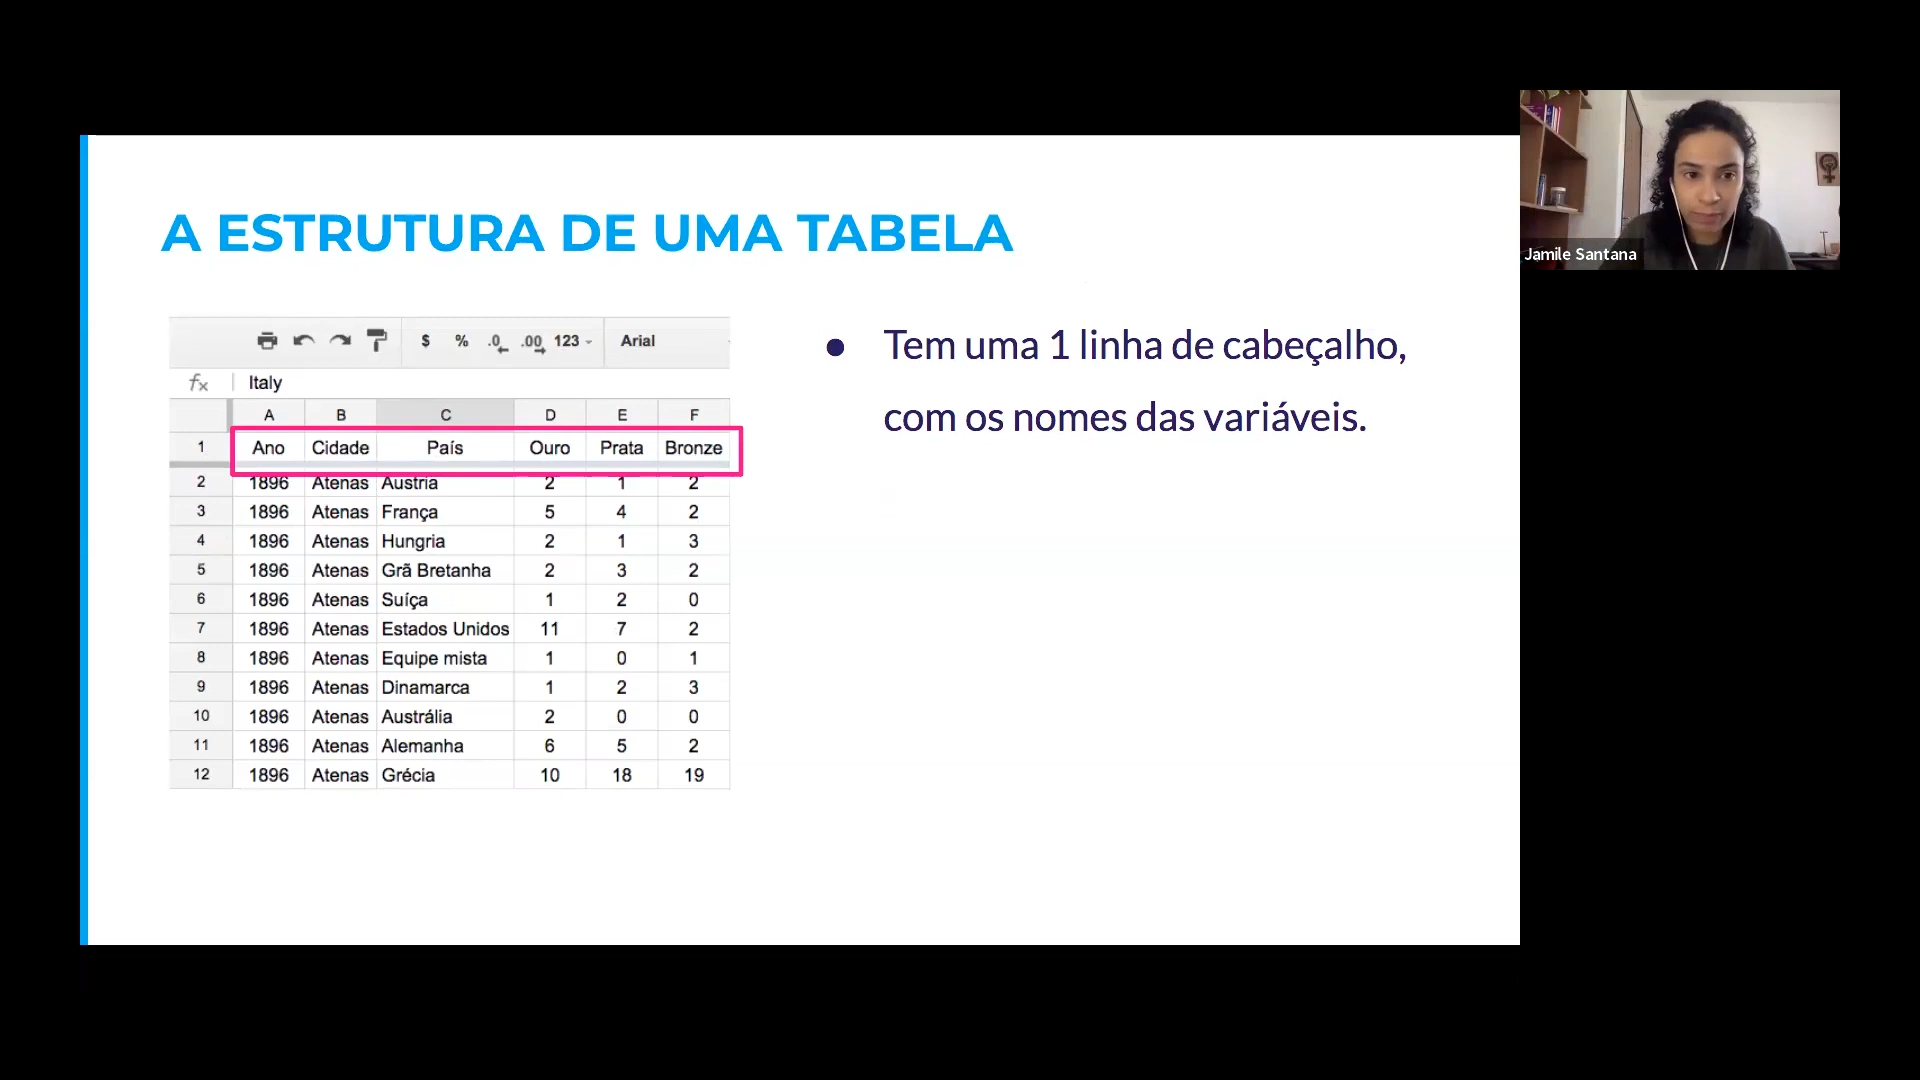 A ESTRUTURA DE UMA TABELA
$ % .0 .00 123 Arial
fx Italy
A B C D E F
1 Ano Cidade País Ouro Prata Bronze
2 1896 Atenas Austria 2 1 2
3 1896 Atenas França 5 4 2
4 1896 Atenas Hungria 2 1 3
5 1896 Atenas Grã Bretanha 2 3 2
6 1896 Atenas Suíça 1 2 0
7 1896 Atenas Estados Unidos 11 7 2
8 1896 Atenas Equipe mista 1 0 1
9 1896 Atenas Dinamarca 1 2 3
10 1896 Atenas Austrália 2 0 0
11 1896 Atenas Alemanha 6 5 2
12 1896 Atenas Grécia 10 18 19
● Tem uma 1 linha de cabeçalho,
com os nomes das variáveis.
Jamile Santana